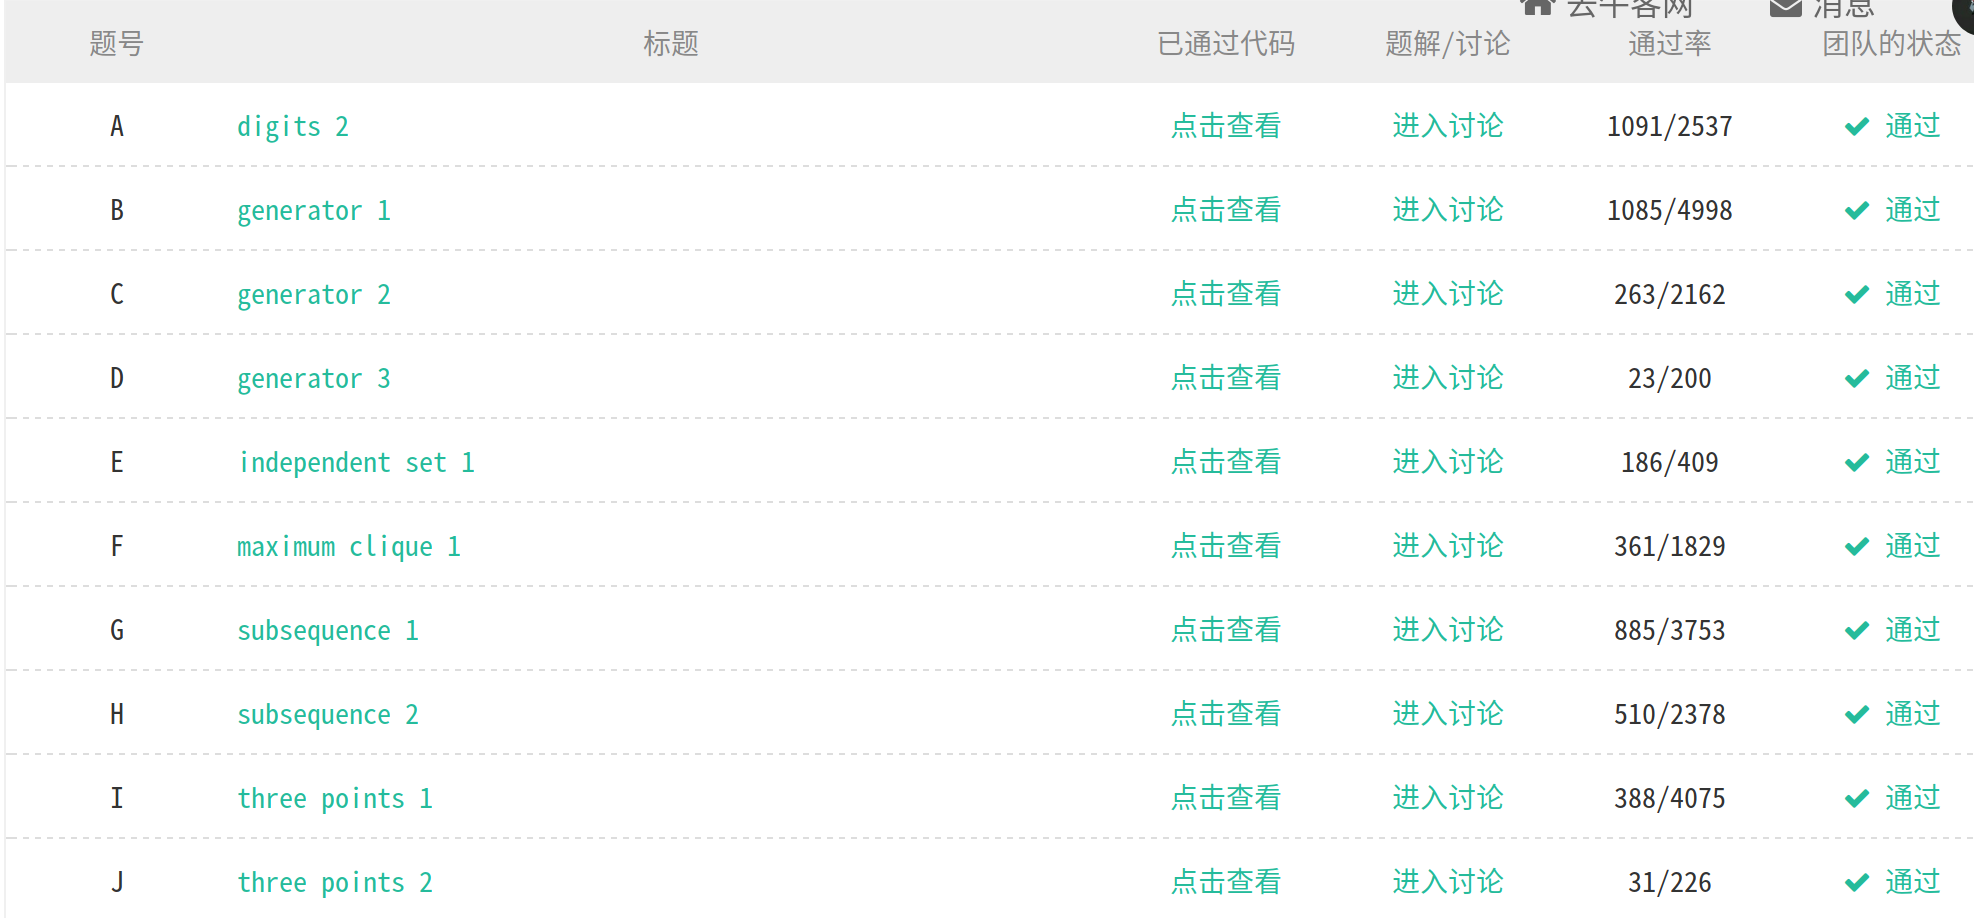 去牛客网 消息
题号 标题 已通过代码 题解/讨论 通过率 团队的状态
A digits 2 点击查看 进入讨论 1091/2537 通过
B generator 1 点击查看 进入讨论 1085/4998 通过
C generator 2 点击查看 进入讨论 263/2162 通过
D generator 3 点击查看 进入讨论 23/200 通过
E independent set 1 点击查看 进入讨论 186/409 通过
F maximum clique 1 点击查看 进入讨论 361/1829 通过
G subsequence 1 点击查看 进入讨论 885/3753 通过
H subsequence 2 点击查看 进入讨论 510/2378 通过
I three points 1 点击查看 进入讨论 388/4075 通过
J three points 2 点击查看 进入讨论 31/226 通过